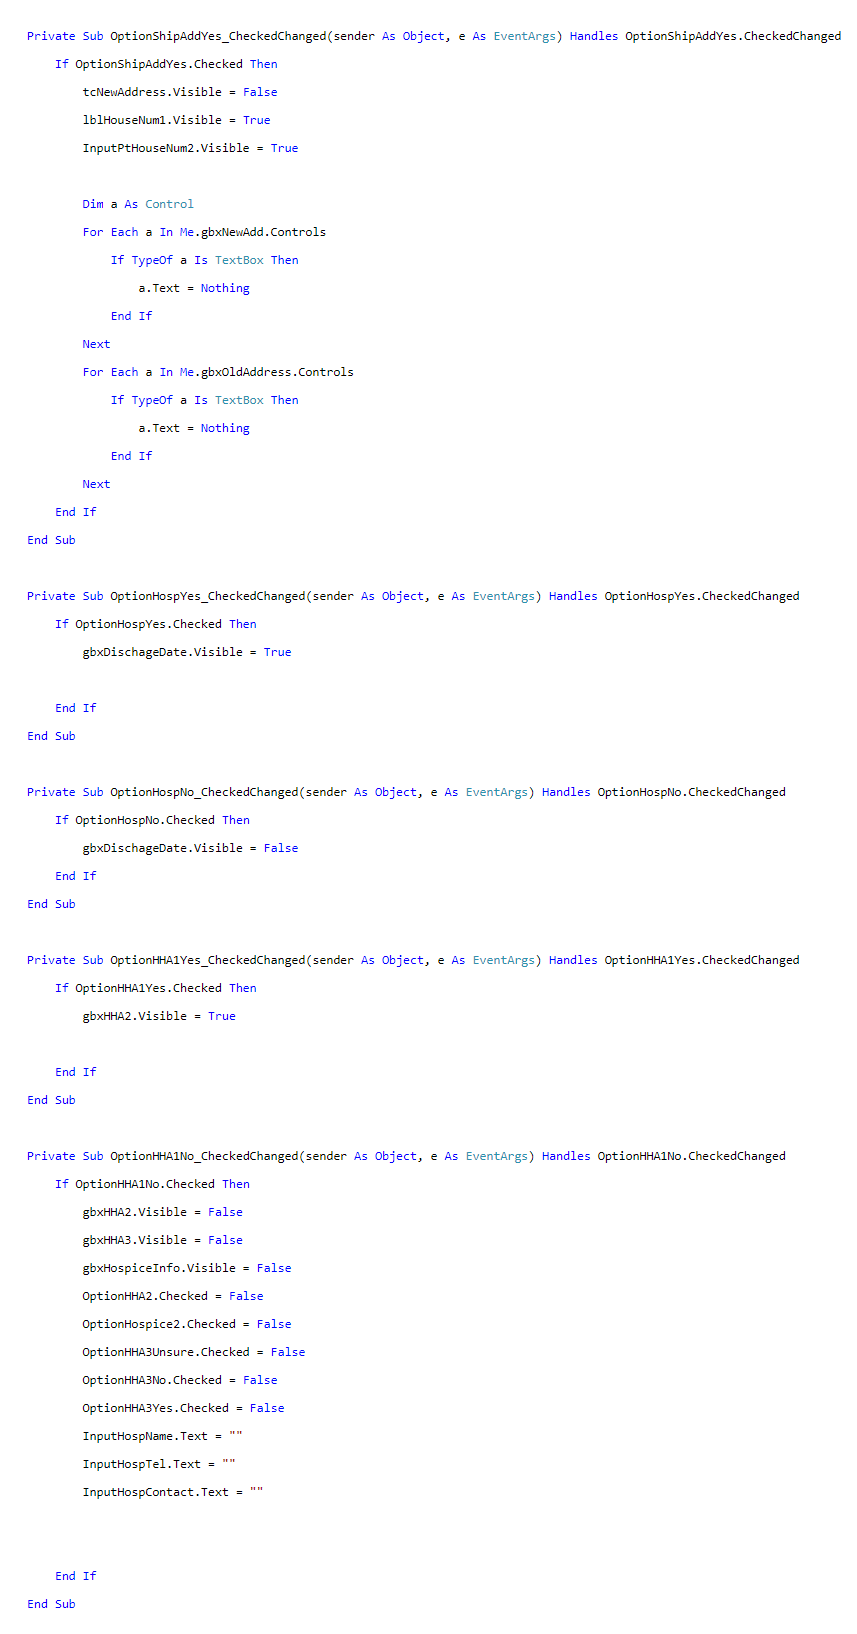 Private Sub OptionShipAddYes_CheckedChanged(sender As Object, e As EventArgs) Handles OptionShipAddYes.CheckedChanged
If OptionShipAddYes.Checked Then
tcNewAddress.Visible = False
lblHouseNum1.Visible = True
InputPtHouseNum2.Visible = True
Dim a As Control
For Each a In Me.gbxNewAdd.Controls
If TypeOf a Is TextBox Then
a.Text = Nothing
End If
Next
For Each a In Me.gbxOldAddress.Controls
If TypeOf a Is TextBox Then
a.Text = Nothing
End If
Next
End If
End Sub
Private Sub OptionHospYes_CheckedChanged(sender As Object, e As EventArgs) Handles OptionHospYes.CheckedChanged
If OptionHospYes.Checked Then
gbxDischageDate.Visible = True
End If
End Sub
Private Sub OptionHospNo_CheckedChanged(sender As Object, e As EventArgs) Handles OptionHospNo.CheckedChanged
If OptionHospNo.Checked Then
gbxDischageDate.Visible = False
End If
End Sub
Private Sub OptionHHA1Yes_CheckedChanged(sender As Object, e As EventArgs) Handles OptionHHA1Yes.CheckedChanged
If OptionHHA1Yes.Checked Then
gbxHHA2.Visible = True
End If
End Sub
Private Sub OptionHHA1No_CheckedChanged(sender As Object, e As EventArgs) Handles OptionHHA1No.CheckedChanged
If OptionHHA1No.Checked Then
gbxHHA2.Visible = False
gbxHHA3.Visible = False
gbxHospiceInfo.Visible = False
OptionHHA2.Checked = False
OptionHospice2.Checked = False
OptionHHA3Unsure.Checked = False
OptionHHA3No.Checked = False
OptionHHA3Yes.Checked = False
InputHospName.Text = ""
InputHospTel.Text = ""
InputHospContact.Text = ""
End If
End Sub